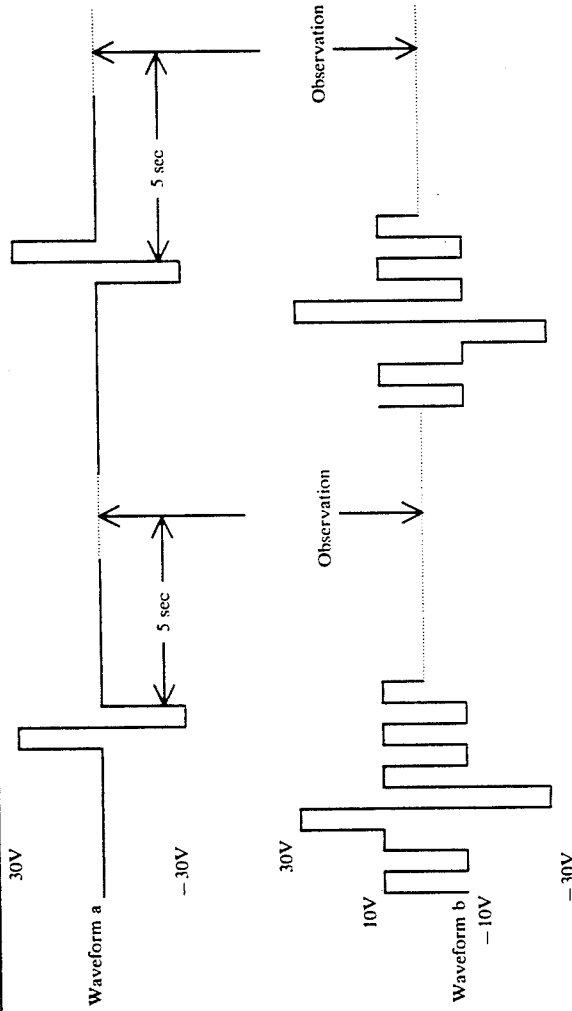 30V
Waveform a
−30V
5 sec
5 sec
Observation
Observation
30V
10V
Waveform b
−10V
−30V